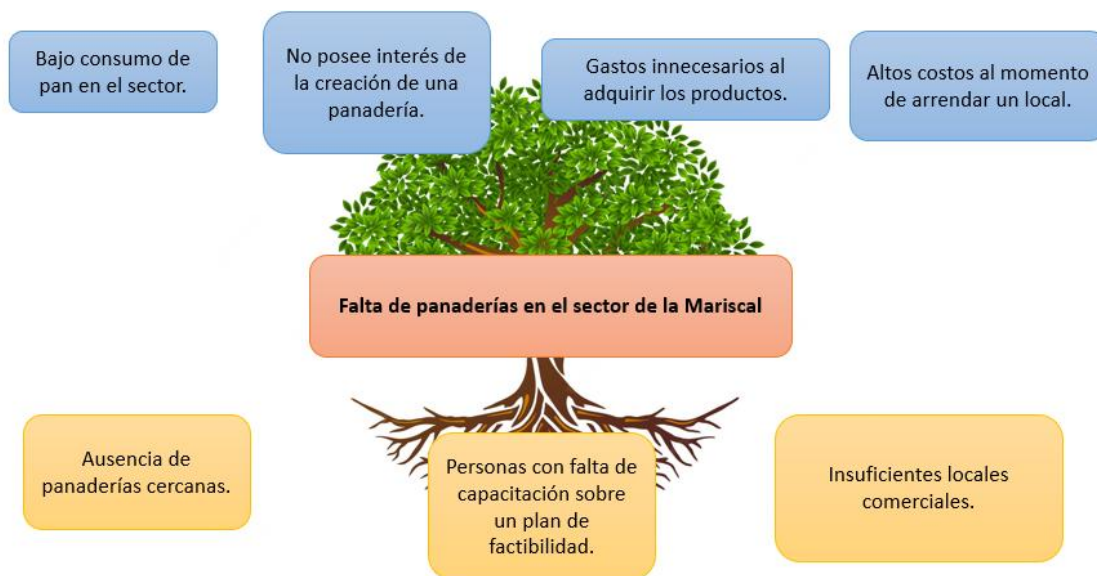 Bajo consumo de
pan en el sector.
No posee interés de
la creación de una
panadería.
Gastos innecesarios al
adquirir los productos.
Altos costos al momento
de arrendar un local.
Falta de panaderías en el sector de la Mariscal
Ausencia de
panaderías cercanas.
Personas con falta de
capacitación sobre
un plan de
factibilidad.
Insuficientes locales
comerciales.